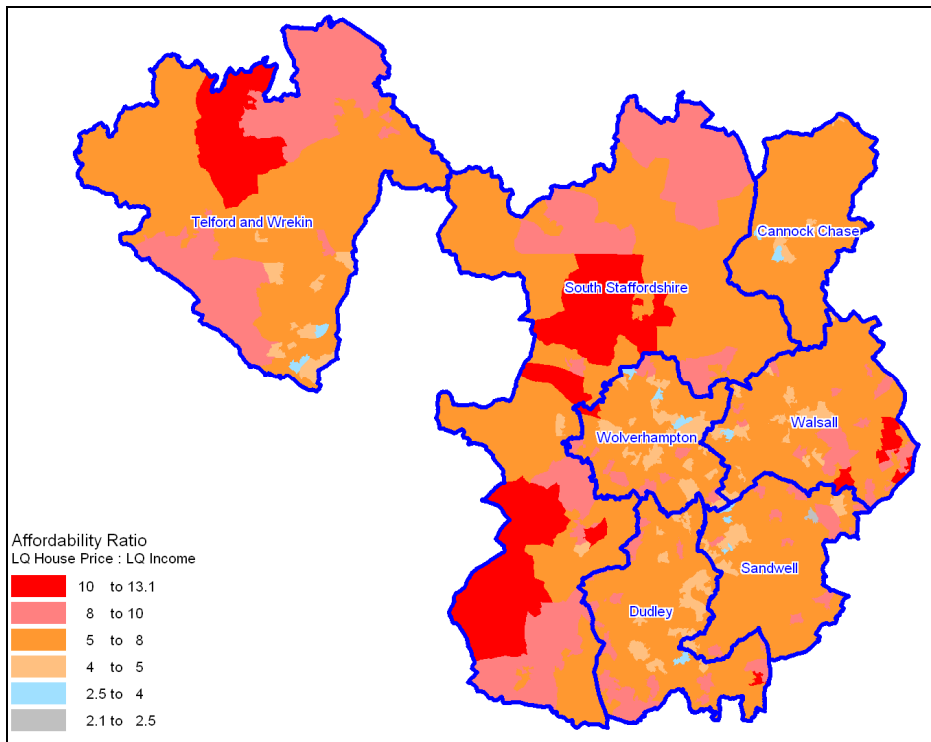 Telford and Wrekin
Cannock Chase
South Staffordshire
Walsall
Wolverhampton
Sandwell
Dudley
Affordability Ratio
LQ House Price : LQ Income
10 to 13.1
8 to 10
5 to 8
4 to 5
2.5 to 4
2.1 to 2.5